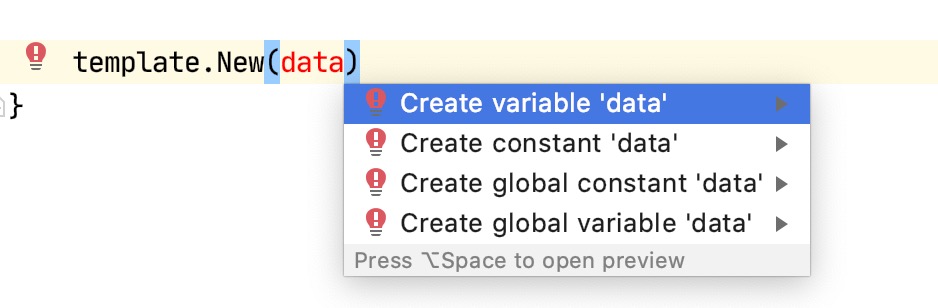 template.New(data)
}
Create variable 'data'
Create constant 'data'
Create global constant 'data'
Create global variable 'data'
Press ⌥Space to open preview